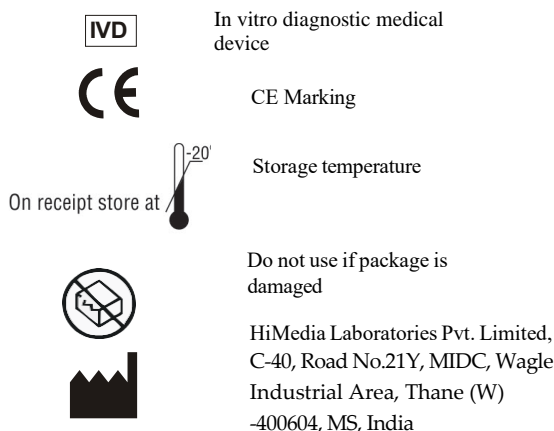 IVD
In vitro diagnostic medical
device
CE
CE Marking
-20'
On receipt store at
Storage temperature
Do not use if package is
damaged
HiMedia Laboratories Pvt. Limited,
C-40, Road No.21Y, MIDC, Wagle
Industrial Area, Thane (W)
-400604, MS, India